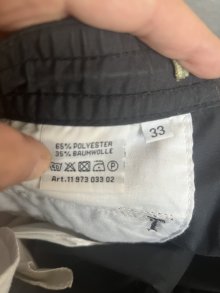 65% POLYESTER
35% BAUMWOLLE
Art. 11 973 033 02
33
T